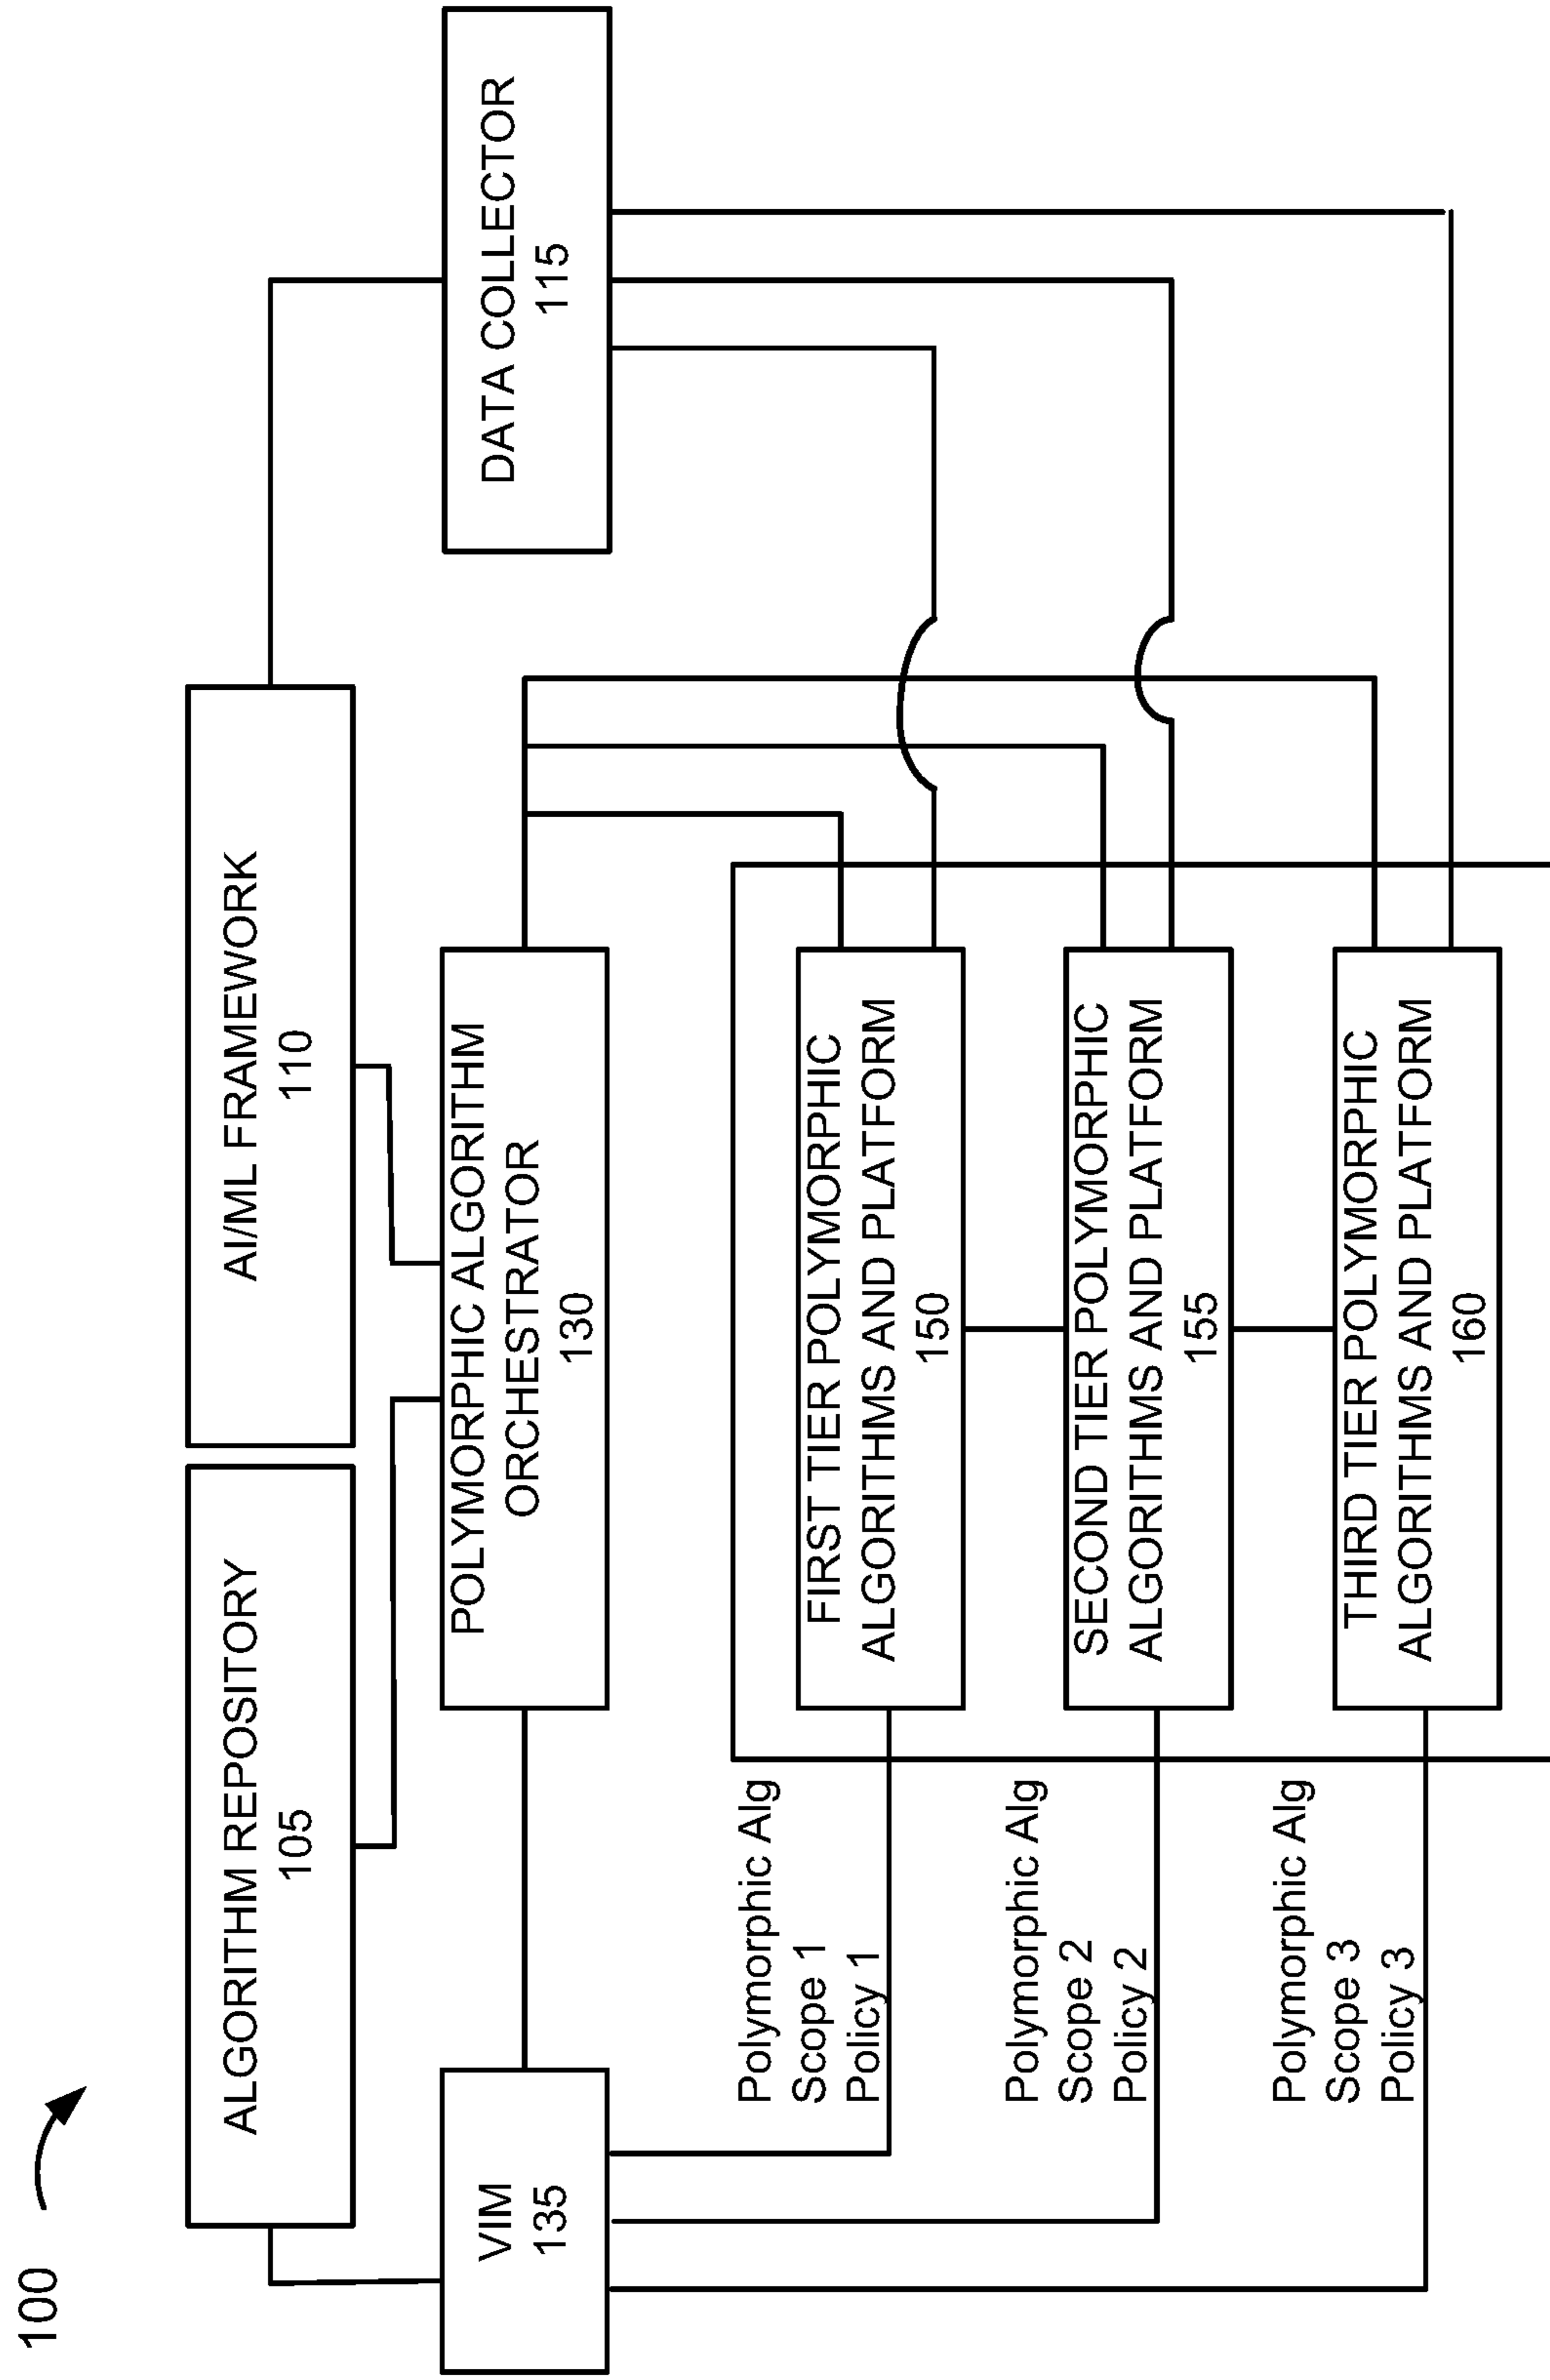 100
ALGORITHM REPOSITORY
105
AI/ML FRAMEWORK
110
VIM
135
POLYMORPHIC ALGORITHM
ORCHESTRATOR
130
DATA COLLECTOR
115
Polymorphic Alg
Scope 1
Policy 1
FIRST TIER POLYMORPHIC
ALGORITHMS AND PLATFORM
150
Polymorphic Alg
Scope 2
Policy 2
SECOND TIER POLYMORPHIC
ALGORITHMS AND PLATFORM
155
Polymorphic Alg
Scope 3
Policy 3
THIRD TIER POLYMORPHIC
ALGORITHMS AND PLATFORM
160